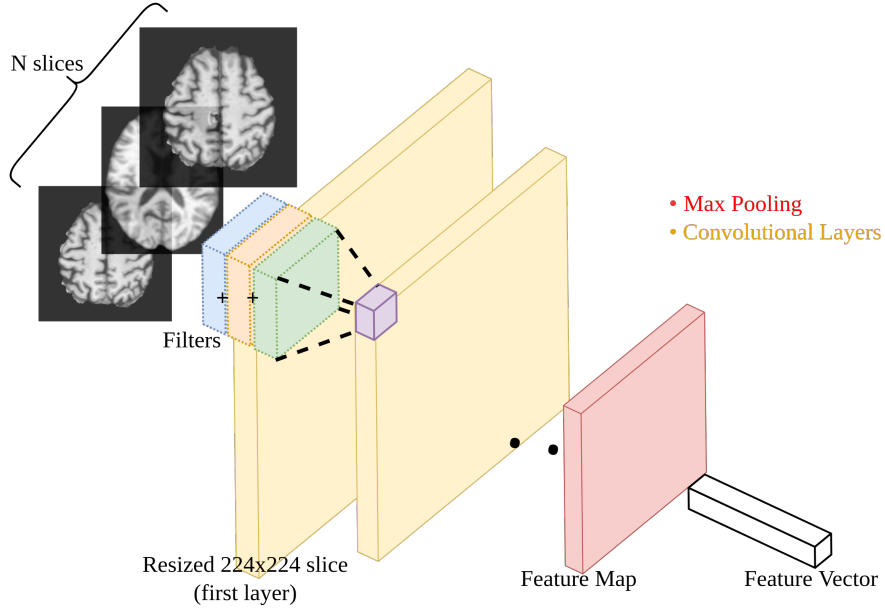 N slices
• Max Pooling
• Convolutional Layers
+ +
Filters
Resized 224x224 slice
(first layer)
Feature Map
Feature Vector